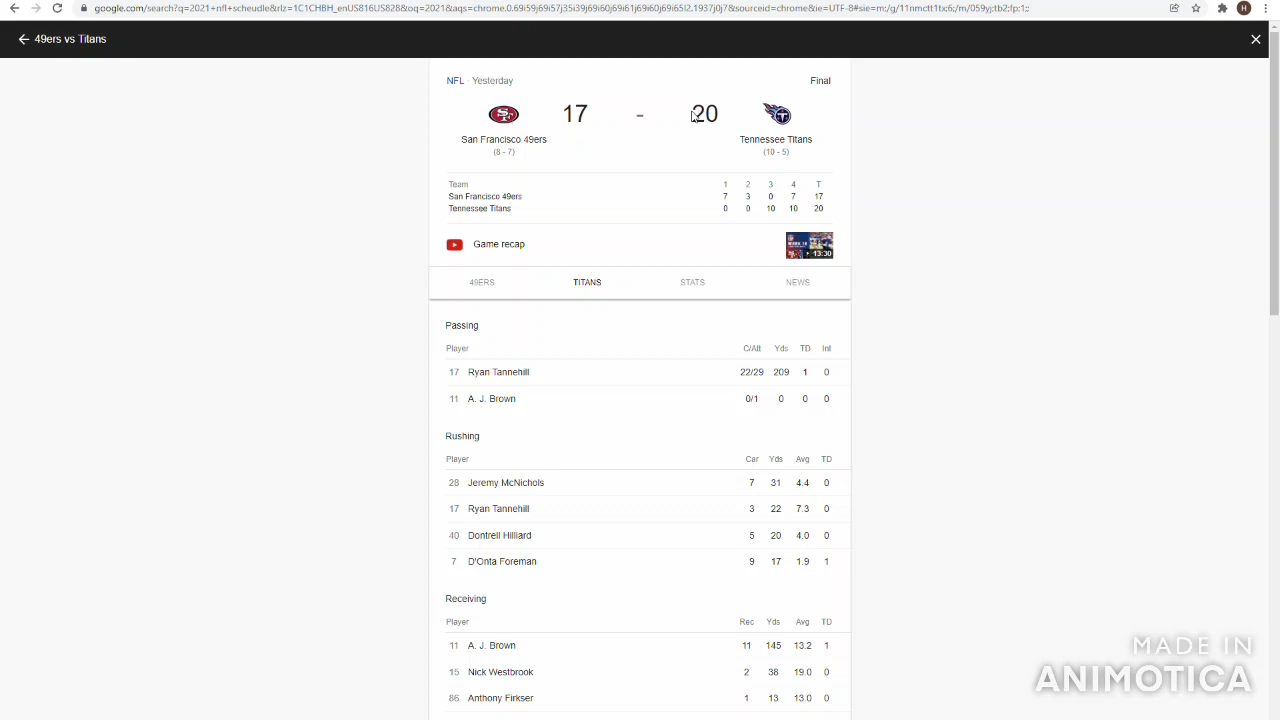 google.com/search?q=2021+nfl+scheudle&rlz=1C1CHBH_enUS816US828&oq=2021&aqs=chrome.0.69i59j69i57j35i39j69i60j69i61j69i60j69i65l2.1937j0j7&sourceid=chrome&ie=UTF-8#sie=m;/g/11nmctt1tx;6;/m/059yj;tb2;fp;1;;
H
49ers vs Titans
NFL · Yesterday Final
17 - 20
San Francisco 49ers Tennessee Titans
(8 - 7) (10 - 5)
Team 1 2 3 4 T
San Francisco 49ers 7 3 0 7 17
Tennessee Titans 0 0 10 10 20
Game recap 13:30
49ERS TITANS STATS NEWS
Passing
Player C/Att Yds TD Int
17 Ryan Tannehill 22/29 209 1 0
11 A. J. Brown 0/1 0 0 0
Rushing
Player Car Yds Avg TD
28 Jeremy McNichols 7 31 4.4 0
17 Ryan Tannehill 3 22 7.3 0
40 Dontrell Hilliard 5 20 4.0 0
7 D'Onta Foreman 9 17 1.9 1
Receiving
Player Rec Yds Avg TD
11 A. J. Brown 11 145 13.2 1
15 Nick Westbrook 2 38 19.0 0
86 Anthony Firkser 1 13 13.0 0
MADE IN
ANIMOTICA